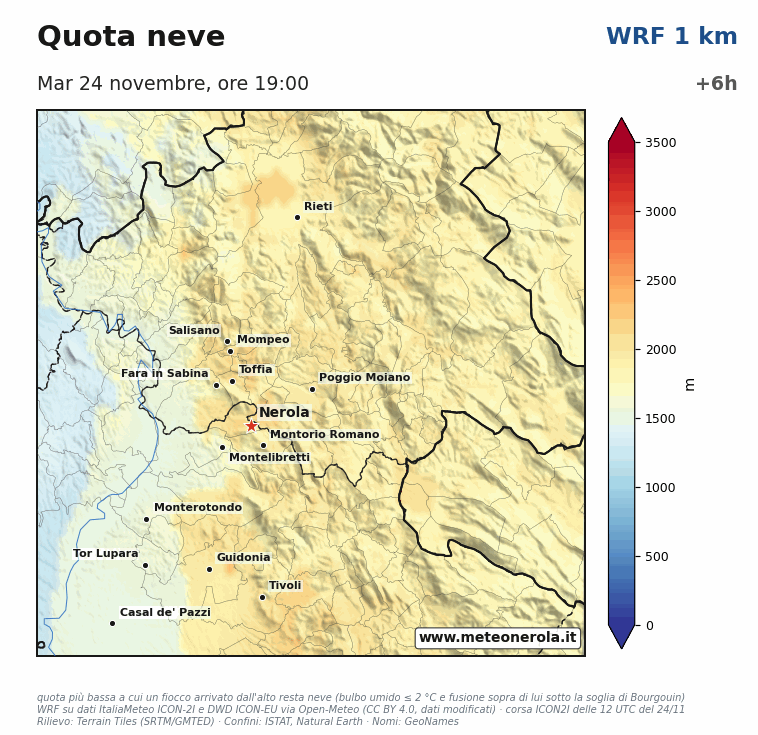 Quota neve
WRF 1 km
Mar 24 novembre, ore 19:00
+6h
3500
3000
2500
2000
1500
1000
500
0
m
Rieti
Salisano
Mompeo
Toffia
Fara in Sabina
Poggio Moiano
Nerola
Montorio Romano
Montelibretti
Monterotondo
Tor Lupara
Guidonia
Tivoli
Casal de' Pazzi
www.meteonerola.it
quota più bassa a cui un fiocco arrivato dall'alto resta neve (bulbo umido ≤ 2 °C e fusione sopra di lui sotto la soglia di Bourgouin)
WRF su dati ItaliaMeteo ICON-2I e DWD ICON-EU via Open-Meteo (CC BY 4.0, dati modificati) · corsa ICON2I delle 12 UTC del 24/11
Rilievo: Terrain Tiles (SRTM/GMTED) · Confini: ISTAT, Natural Earth · Nomi: GeoNames